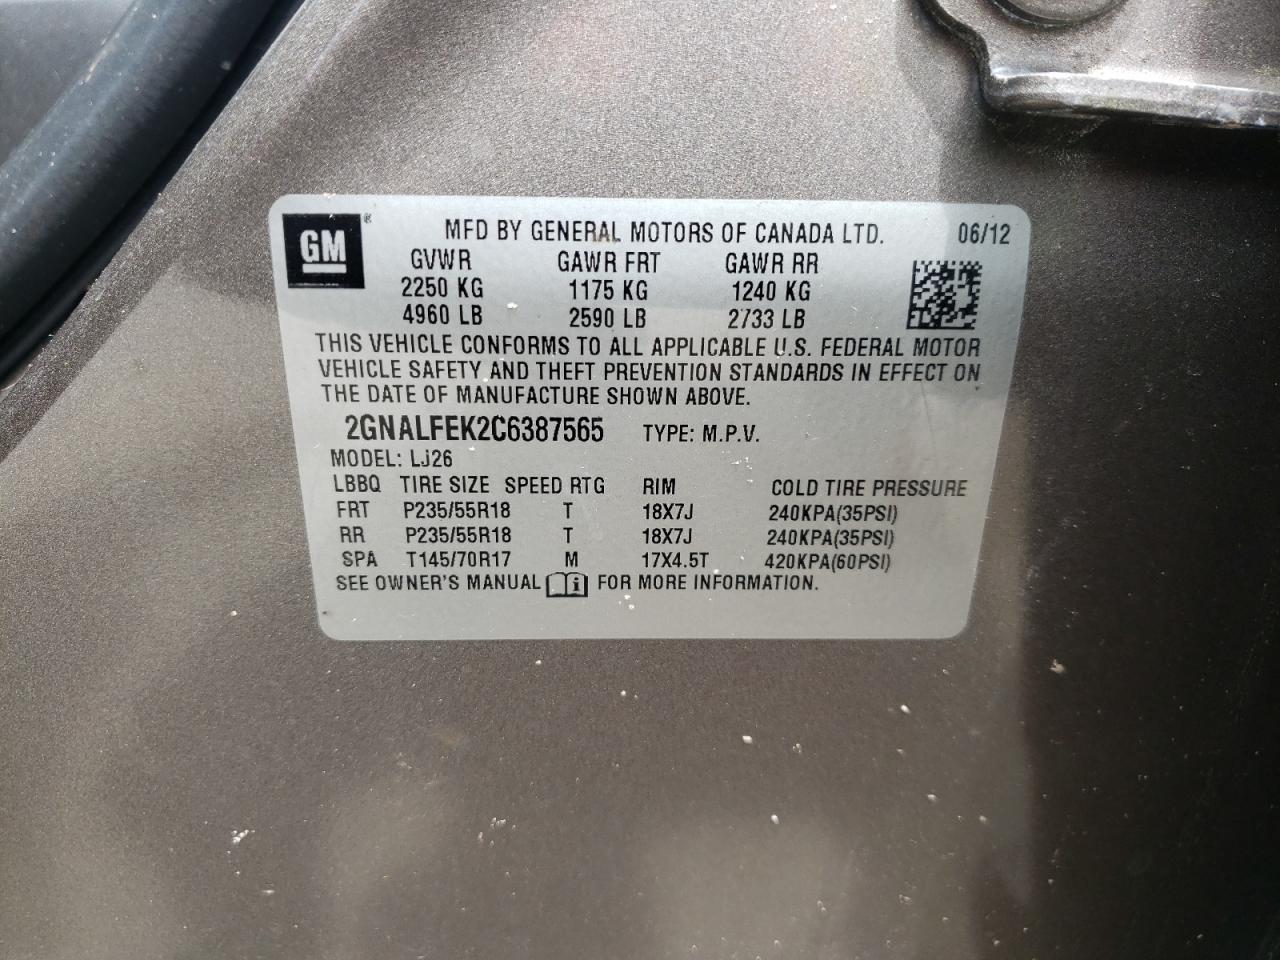 GM ® MFD BY GENERAL MOTORS OF CANADA LTD. 06/12
GVWR GAWR FRT GAWR RR
2250 KG 1175 KG 1240 KG
4960 LB 2590 LB 2733 LB
THIS VEHICLE CONFORMS TO ALL APPLICABLE U.S. FEDERAL MOTOR
VEHICLE SAFETY AND THEFT PREVENTION STANDARDS IN EFFECT ON
THE DATE OF MANUFACTURE SHOWN ABOVE.
2GNALFEK2C6387565 TYPE: M.P.V.
MODEL: LJ26
LBBQ TIRE SIZE SPEED RTG RIM COLD TIRE PRESSURE
FRT P235/55R18 T 18X7J 240KPA(35PSI)
RR P235/55R18 T 18X7J 240KPA(35PSI)
SPA T145/70R17 M 17X4.5T 420KPA(60PSI)
SEE OWNER'S MANUAL i FOR MORE INFORMATION.